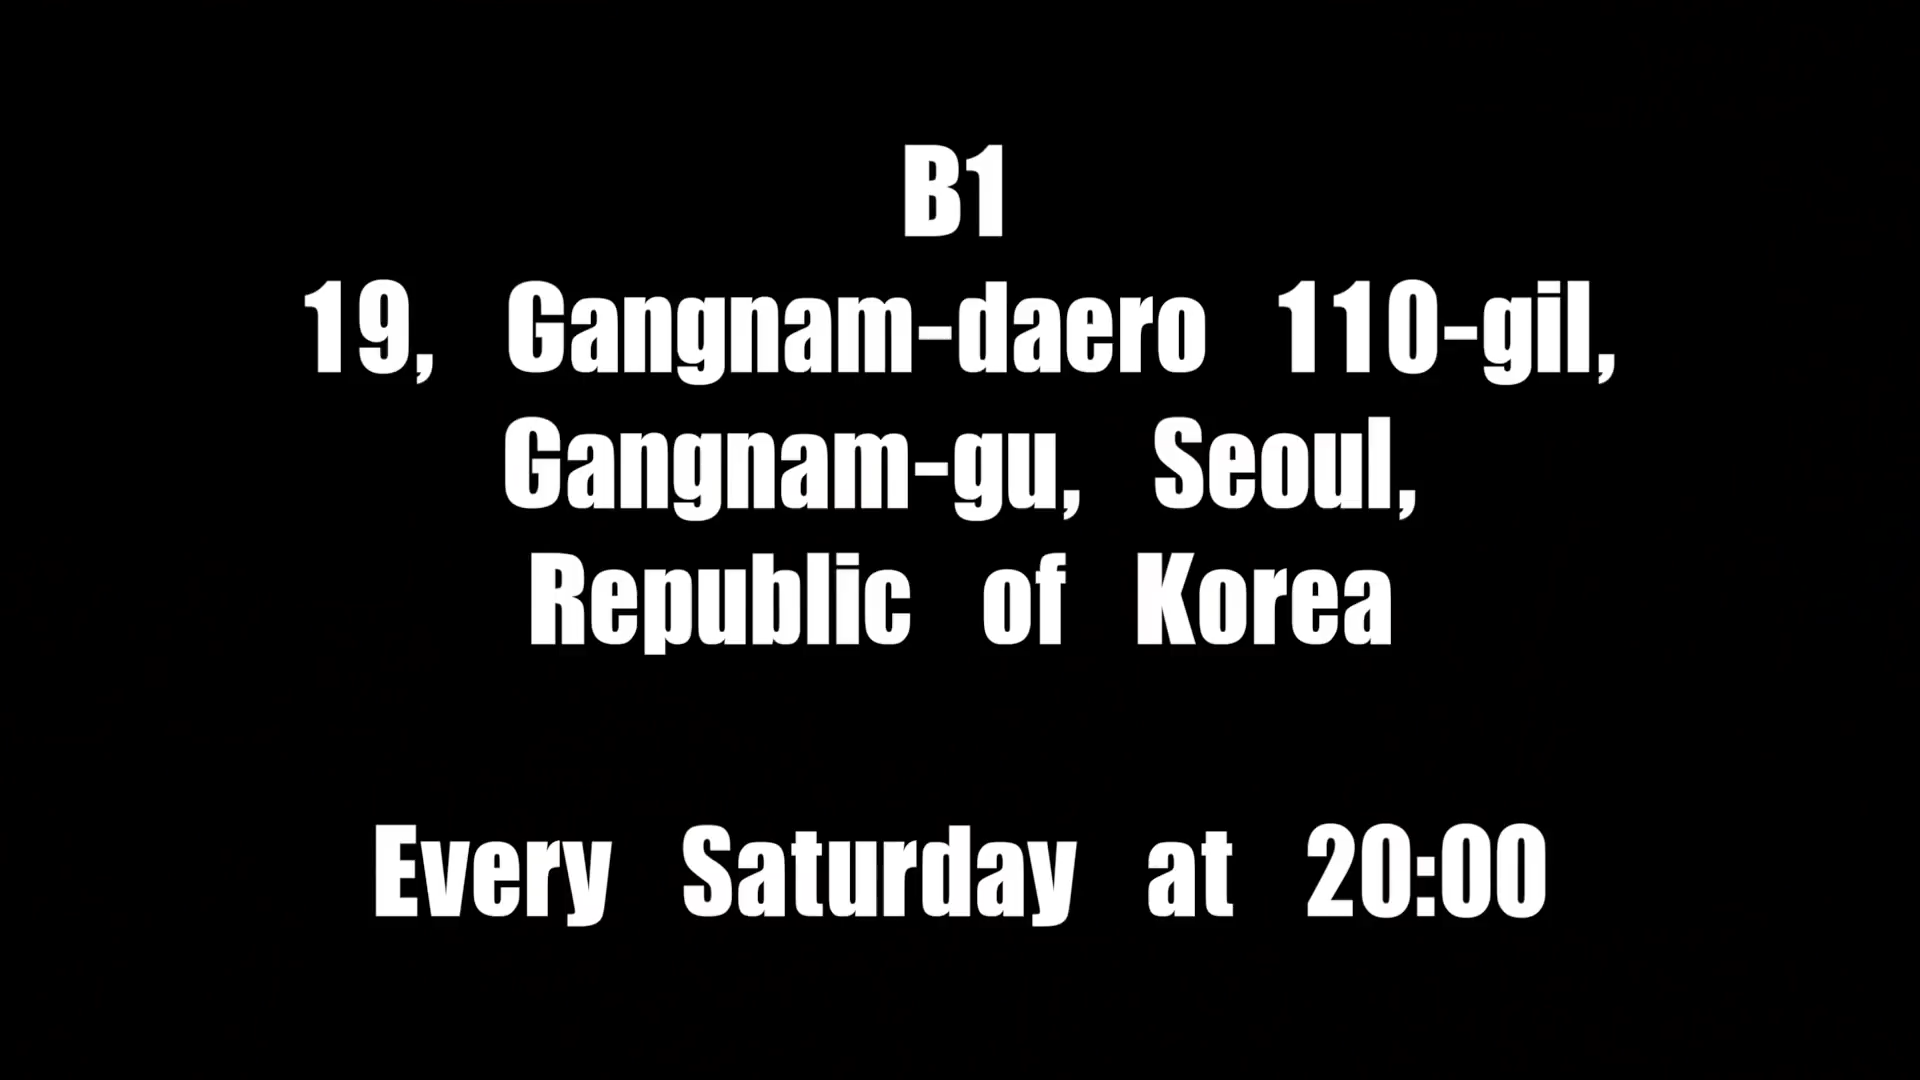 B1
19, Gangnam-daero 110-gil,
Gangnam-gu, Seoul,
Republic of Korea
Every Saturday at 20:00